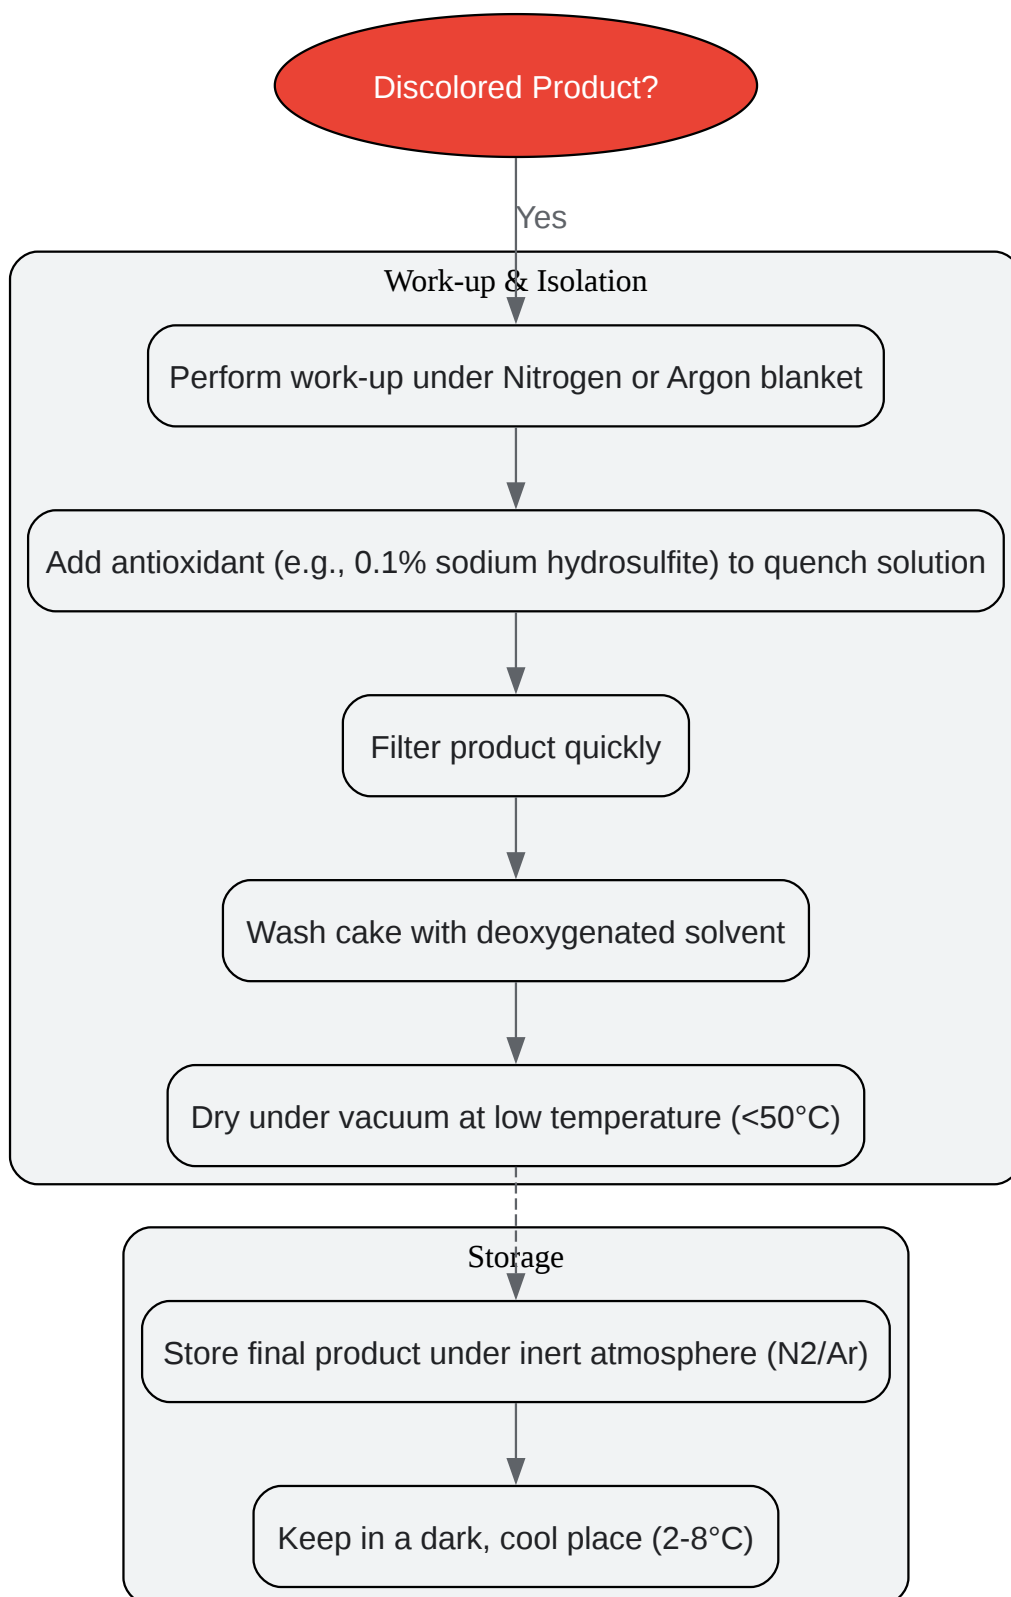 Discolored Product?
Yes
Work-up & Isolation
Perform work-up under Nitrogen or Argon blanket
Add antioxidant (e.g., 0.1% sodium hydrosulfite) to quench solution
Filter product quickly
Wash cake with deoxygenated solvent
Dry under vacuum at low temperature (<50°C)
Storage
Store final product under inert atmosphere (N2/Ar)
Keep in a dark, cool place (2-8°C)